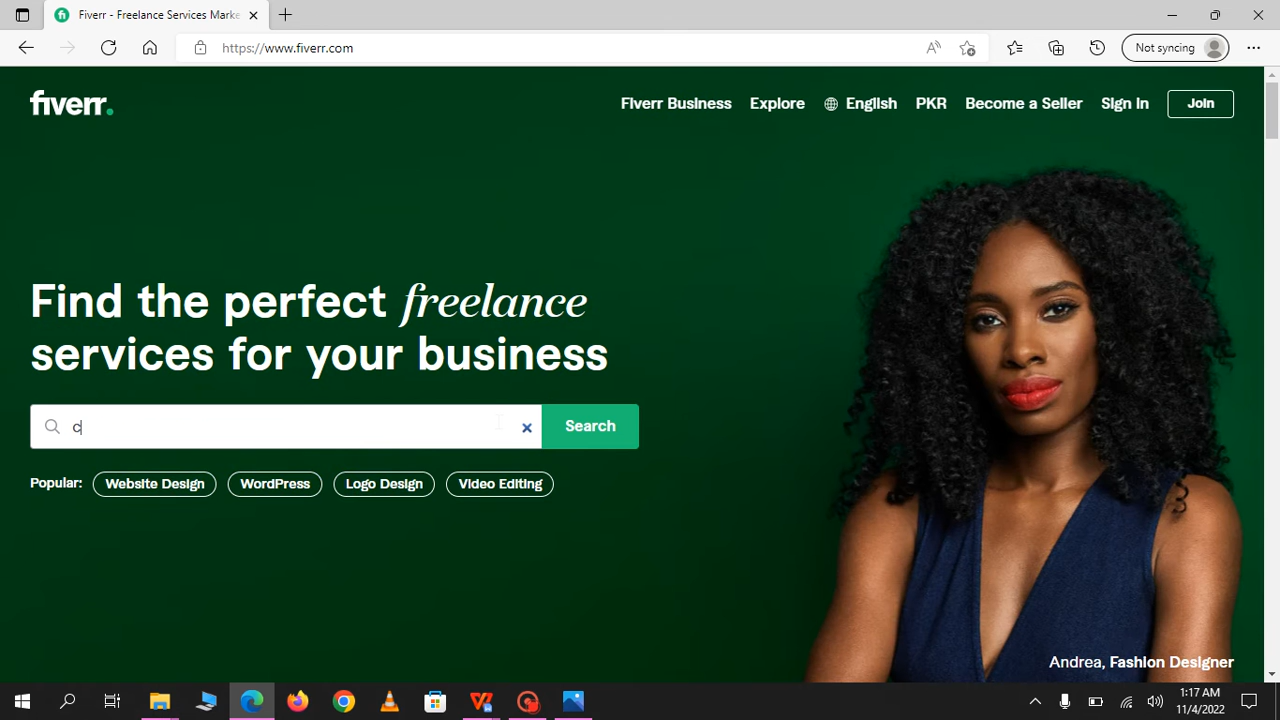 Fiverr - Freelance Services Marke
https://www.fiverr.com
Not syncing
fiverr.
Fiverr Business
Explore
English
PKR
Become a Seller
Sign in
Join
Find the perfect freelance
services for your business
c
Search
Popular:
Website Design
WordPress
Logo Design
Video Editing
Andrea, Fashion Designer
1:17 AM
11/4/2022